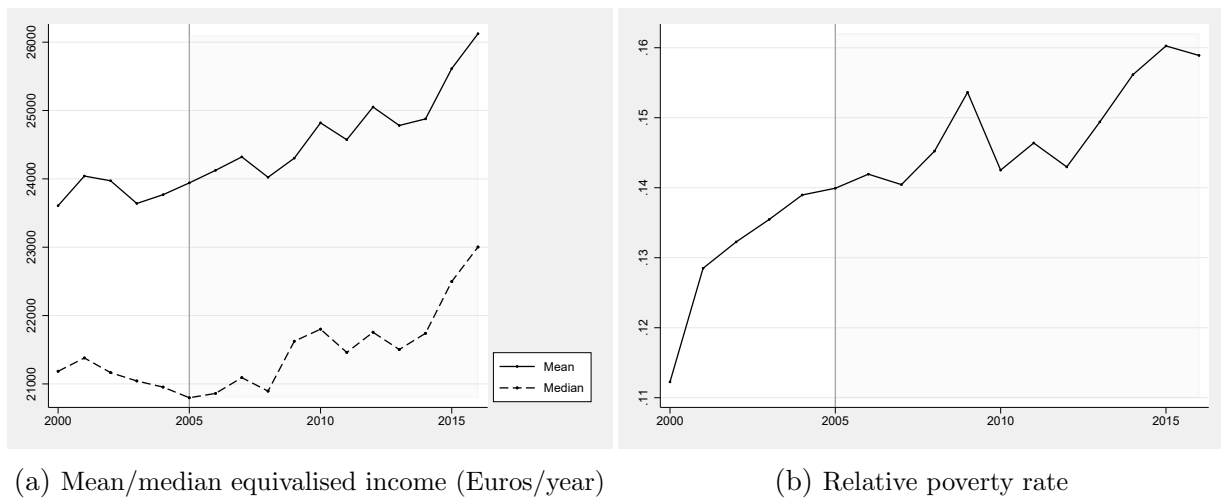 26000
25000
24000
23000
22000
21000
2000 2005 2010 2015
Mean
Median
(a) Mean/median equivalised income (Euros/year)
.16
.15
.14
.13
.12
.11
2000 2005 2010 2015
(b) Relative poverty rate